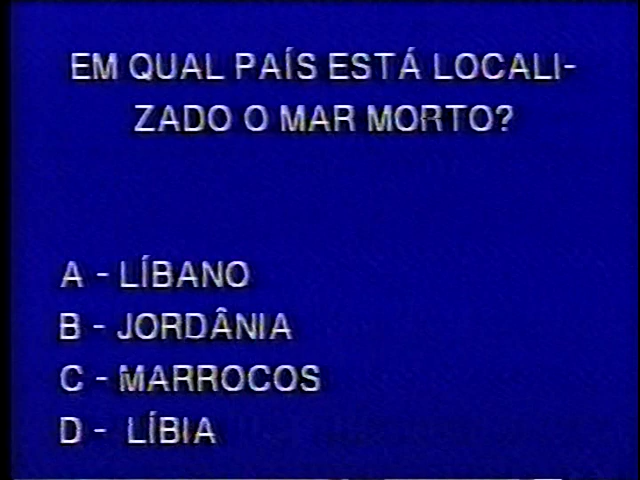 EM QUAL PAÍS ESTÁ LOCALI-
ZADO O MAR MORTO?
A - LÍBANO
B - JORDÂNIA
C - MARROCOS
D - LÍBIA